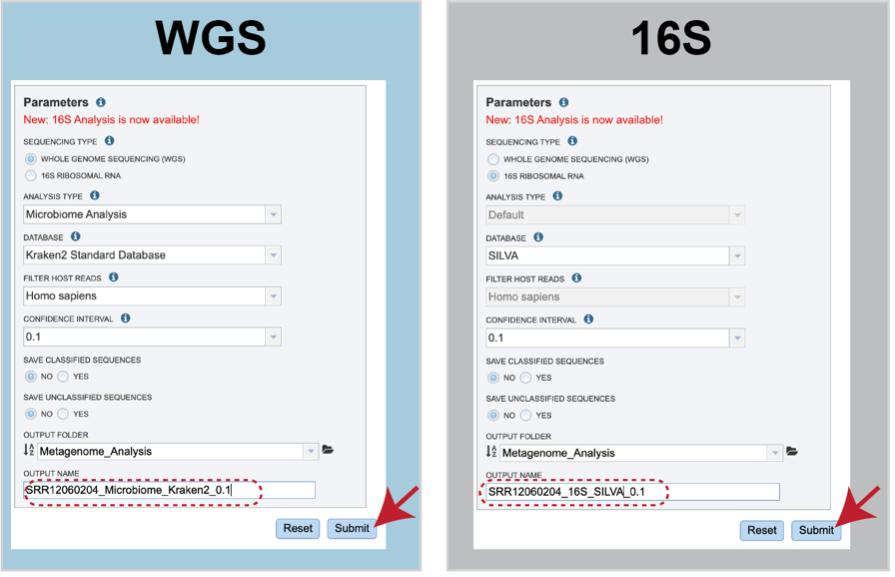 WGS
Parameters
New: 16S Analysis is now available!
SEQUENCING TYPE
WHOLE GENOME SEQUENCING (WGS)
16S RIBOSOMAL RNA
ANALYSIS TYPE
Microbiome Analysis
DATABASE
Kraken2 Standard Database
FILTER HOST READS
Homo sapiens
CONFIDENCE INTERVAL
0.1
SAVE CLASSIFIED SEQUENCES
NO YES
SAVE UNCLASSIFIED SEQUENCES
NO YES
OUTPUT FOLDER
Metagenome_Analysis
OUTPUT NAME
SRR12060204_Microbiome_Kraken2_0.1
Reset Submit
16S
Parameters
New: 16S Analysis is now available!
SEQUENCING TYPE
WHOLE GENOME SEQUENCING (WGS)
16S RIBOSOMAL RNA
ANALYSIS TYPE
Default
DATABASE
SILVA
FILTER HOST READS
Homo sapiens
CONFIDENCE INTERVAL
0.1
SAVE CLASSIFIED SEQUENCES
NO YES
SAVE UNCLASSIFIED SEQUENCES
NO YES
OUTPUT FOLDER
Metagenome_Analysis
OUTPUT NAME
SRR12060204_16S_SILVA_0.1
Reset Submit